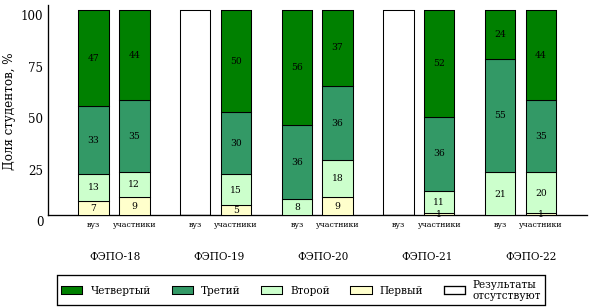 100
75
50
25
0
Доля студентов, %
47 44 50 56 37 52 24 44
33 35 30 36 36 36 55 35
13 12 15 8 18 11 21 20
7 9 5 9 1 1
вуз участники вуз участники вуз участники вуз участники вуз участники
ФЭПО-18 ФЭПО-19 ФЭПО-20 ФЭПО-21 ФЭПО-22
Четвертый Третий Второй Первый Результаты
отсутствуют